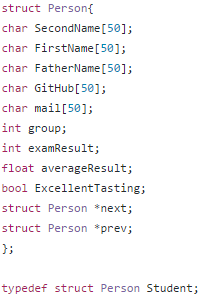 struct Person{
char SecondName[50];
char FirstName[50];
char FatherName[50];
char GitHub[50];
char mail[50];
int group;
int examResult;
float averageResult;
bool ExcellentTasting;
struct Person *next;
struct Person *prev;
};
typedef struct Person Student;